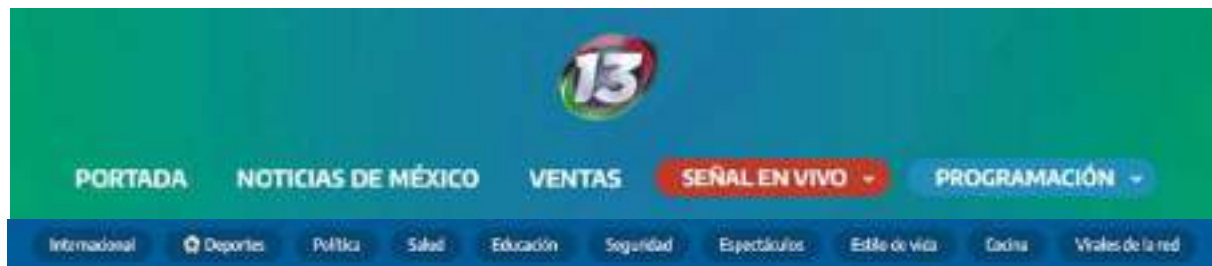 13
PORTADA NOTICIAS DE MÉXICO VENTAS SEÑAL EN VIVO PROGRAMACIÓN
Internacional Deportes Política Salud Educación Seguridad Espectáculos Estilo de vida Cocina Virales de la red